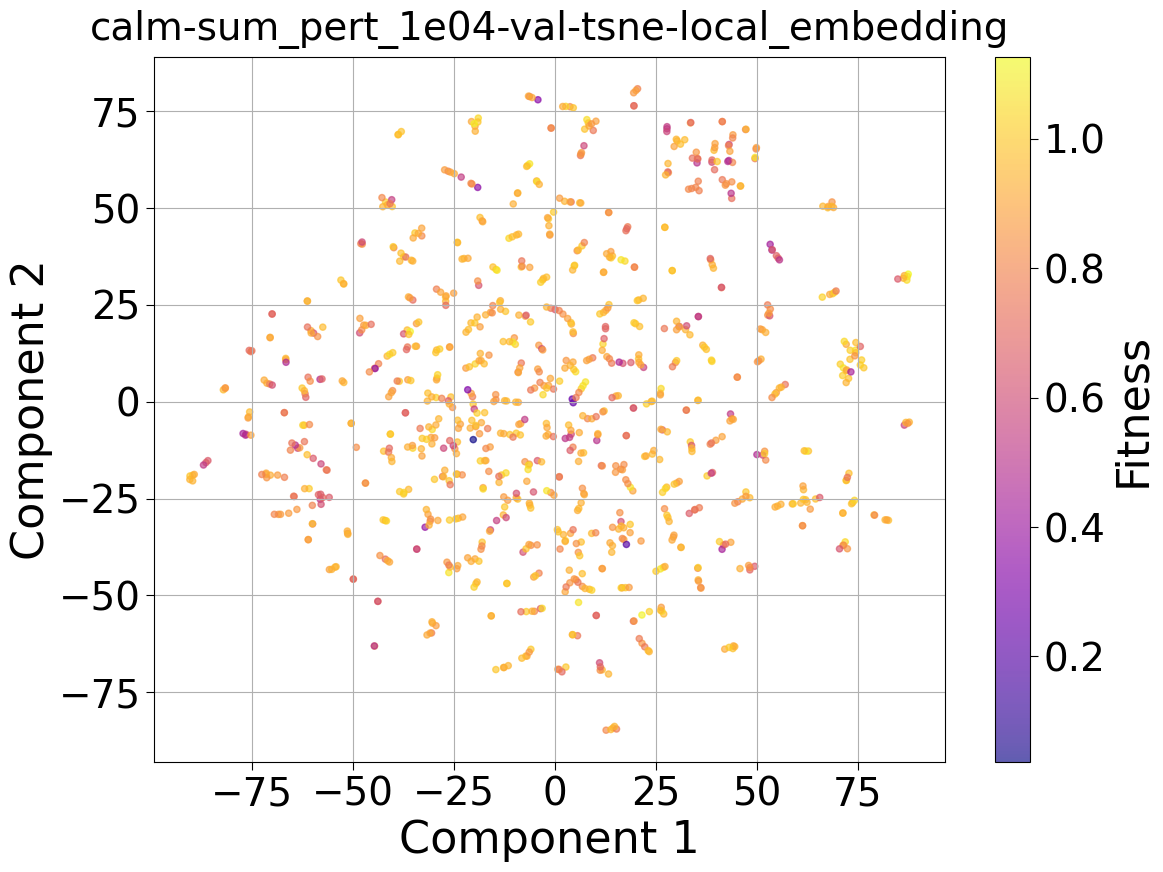 calm-sum_pert_1e04-val-tsne-local_embedding
75
50
25
0
−25
−50
−75
Component 2
−75 −50 −25 0 25 50 75
Component 1
1.0
0.8
0.6
0.4
0.2
Fitness